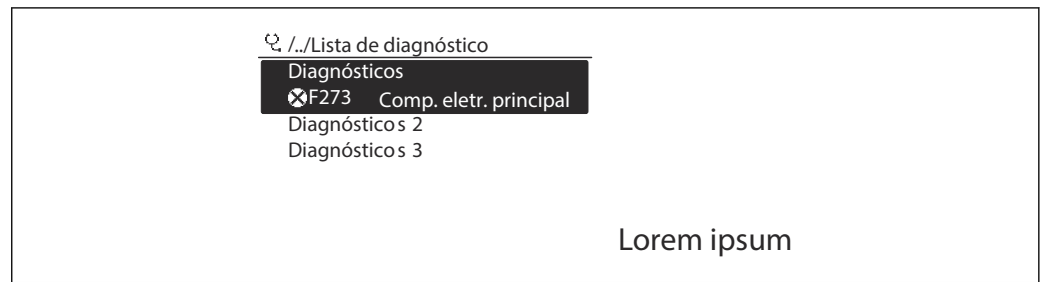 /../Lista de diagnóstico
Diagnósticos
F273 Comp. eletr. principal
Diagnósticos 2
Diagnósticos 3
Lorem ipsum